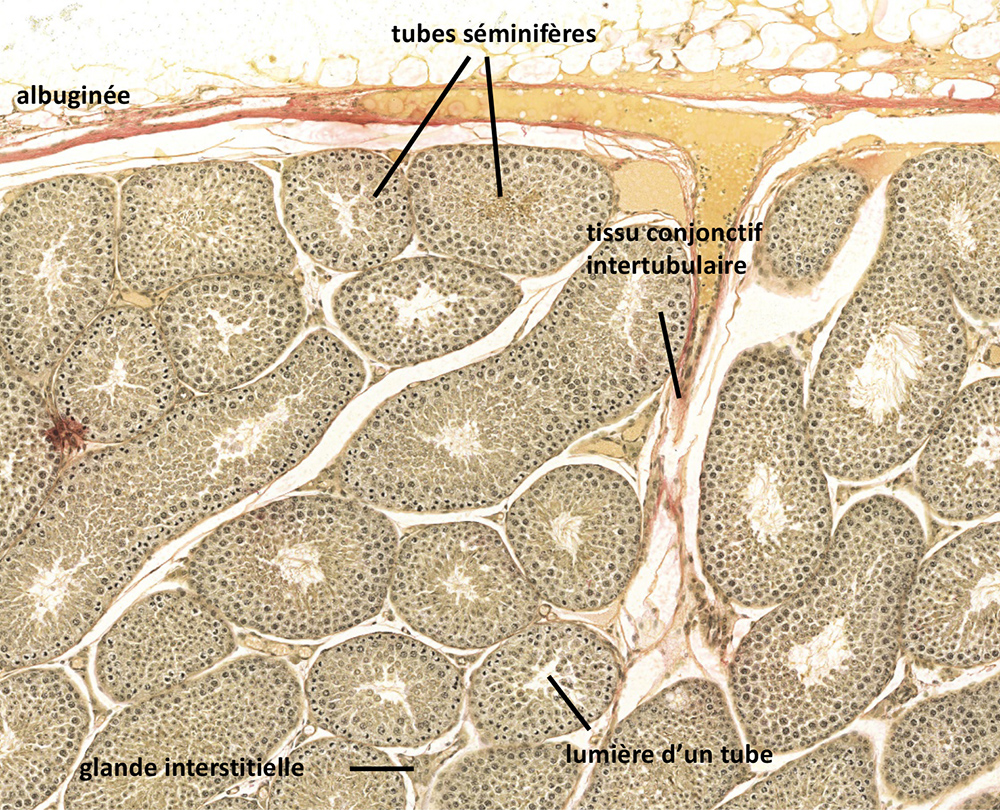 tubes séminifères
albuginée
tissu conjonctif
intertubulaire
lumière d’un tube
glande interstitielle